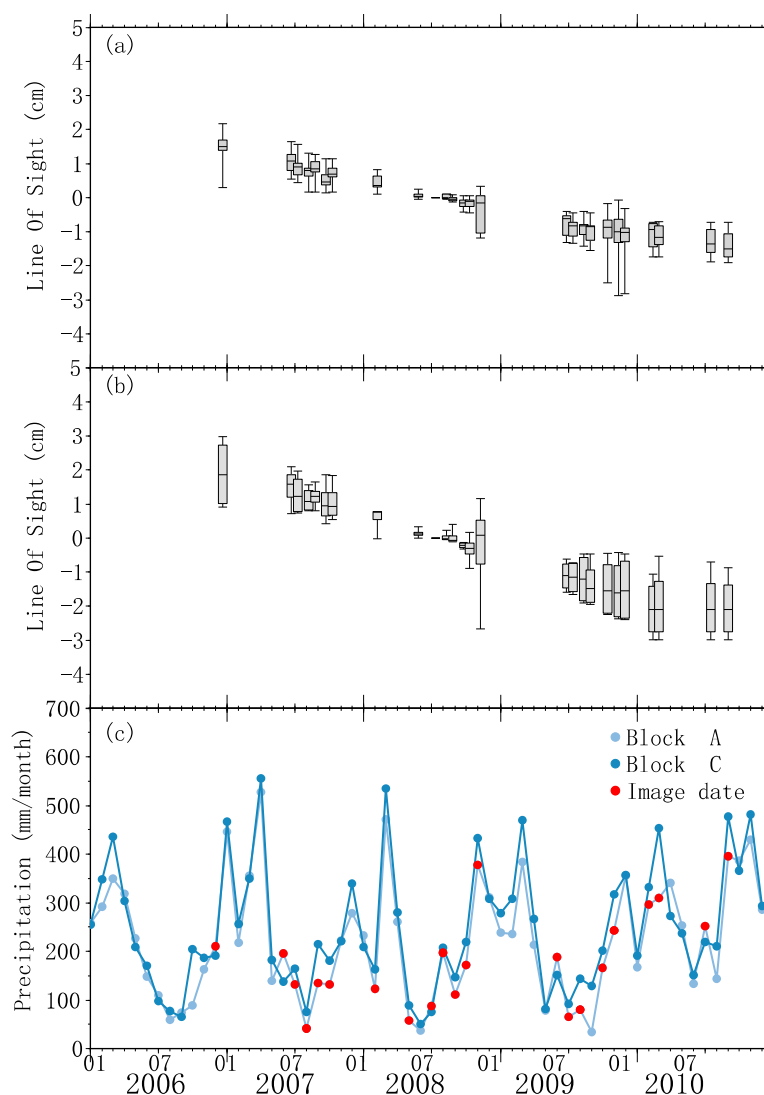 (a)
5
4
3
2
1
0
-1
-2
-3
-4
Line Of Sight (cm)
(b)
5
4
3
2
1
0
-1
-2
-3
-4
Line Of Sight (cm)
(c)
700
600
500
400
300
200
100
0
Precipitation (mm/month)
Block A
Block C
Image date
01 07 01 07 01 07 01 07 01 07
2006 2007 2008 2009 2010